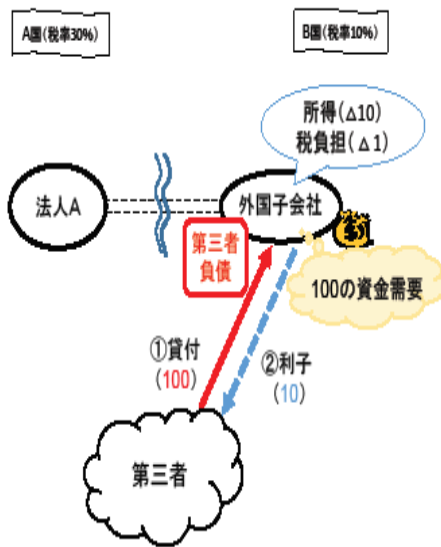 A国(税率30%)
B国(税率10%)
所得(△10)
税負担(△1)
法人A
外国子会社
第三者
負債
100の資金需要
①貸付
(100)
②利子
(10)
第三者